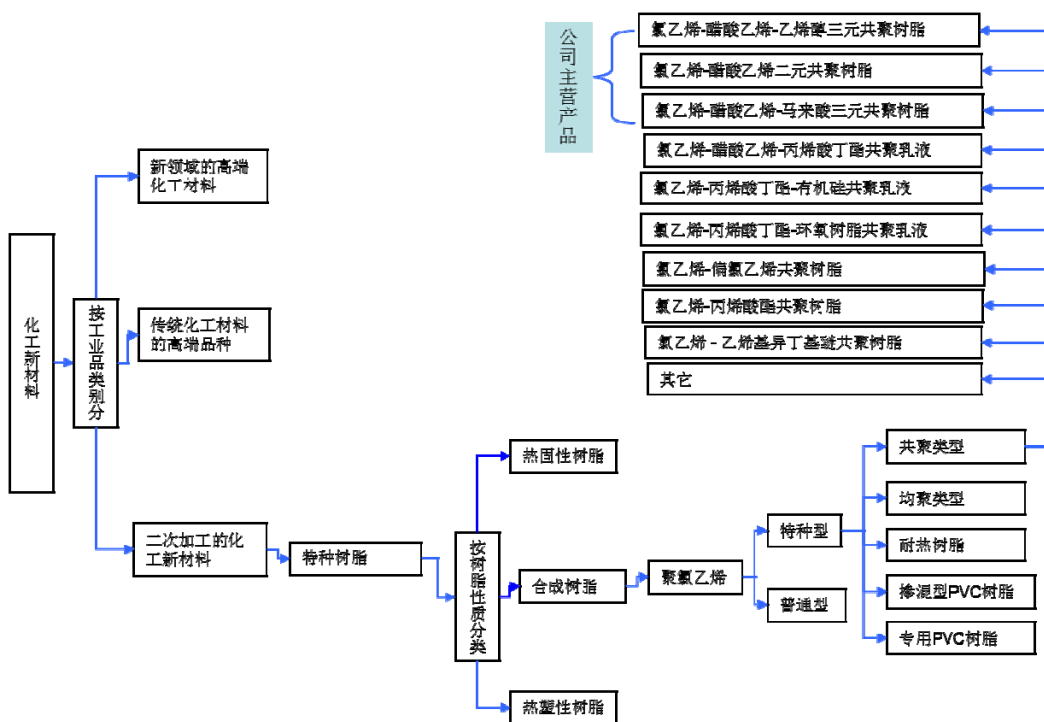 公司主营产品
氯乙烯-醋酸乙烯-乙烯醇三元共聚树脂
氯乙烯-醋酸乙烯二元共聚树脂
氯乙烯-醋酸乙烯-马来酸三元共聚树脂
氯乙烯-醋酸乙烯-丙烯酸丁酯共聚乳液
氯乙烯-丙烯酸丁酯-有机硅共聚乳液
氯乙烯-丙烯酸丁酯-环氧树脂共聚乳液
氯乙烯-偏氯乙烯共聚树脂
氯乙烯-丙烯酸酯共聚树脂
氯乙烯-乙烯基异丁基醚共聚树脂
其它
化工新材料
按工业品类别分
新领域的高端
化工材料
传统化工材料
的高端品种
二次加工的化
工新材料
特种树脂
按树脂性质分类
热固性树脂
合成树脂
热塑性树脂
聚氯乙烯
特种型
普通型
共聚类型
均聚类型
耐热树脂
掺混型PVC树脂
专用PVC树脂